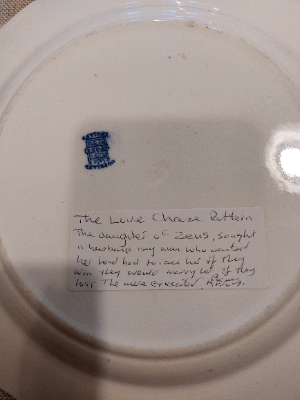 The Love Chase Pattern
The daughter of Zeus, sought
a husband any man who wanted
her hand had to race her if they
won they would marry her if they
lost The were executed